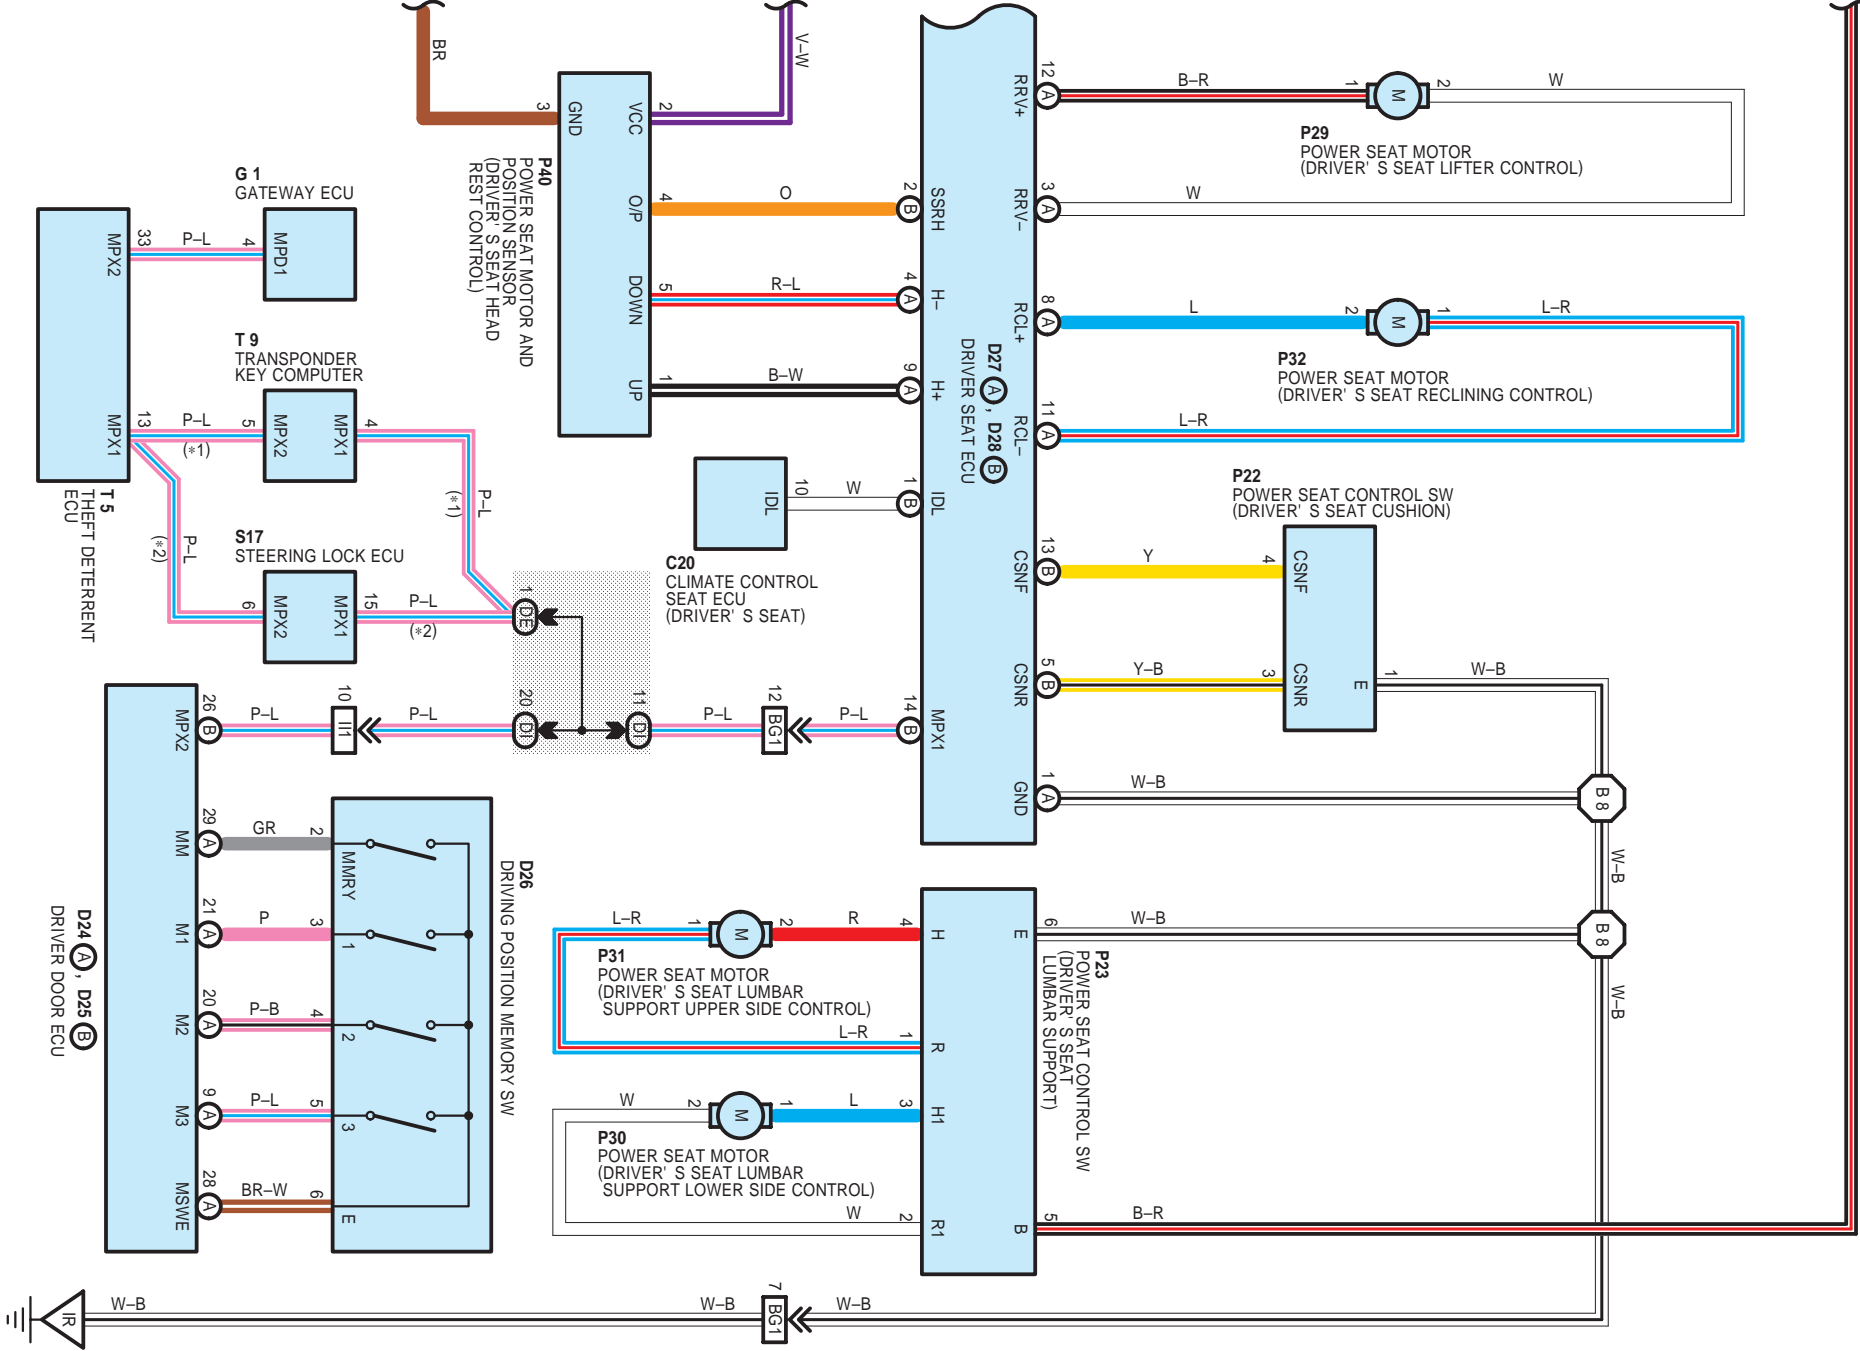 BR
V–W
3
GND
VCC
2
O/P
4
O
DOWN
5
R–L
UP
1
B–W
P40
POWER SEAT MOTOR AND
POSITION SENSOR
(DRIVER' S SEAT HEAD
REST CONTROL)
2
B
SSRH
4
A
H–
9
A
H+
1
B
IDL
14
B
MPX1
12
A
RRV+
3
A
RRV–
8
A
RCL+
11
A
RCL–
13
B
CSNF
5
B
CSNR
1
A
GND
D27 A , D28 B
DRIVER SEAT ECU
B–R
1
M
2
W
P29
POWER SEAT MOTOR
(DRIVER' S SEAT LIFTER CONTROL)
W
L
2
M
1
L–R
P32
POWER SEAT MOTOR
(DRIVER' S SEAT RECLINING CONTROL)
L–R
P22
POWER SEAT CONTROL SW
(DRIVER' S SEAT CUSHION)
Y
4
CSNF
Y–B
3
CSNR
E
1
W–B
W–B
B 8
W–B
B 8
W–B
W–B
G 1
GATEWAY ECU
MPX2
33
P–L
4
MPD1
T 9
TRANSPONDER
KEY COMPUTER
MPX1
13
P–L
(*1)
5
MPX2
MPX1
4
P–L
(*1)
T 5
THEFT DETERRENT
ECU
P–L
(*2)
S17
STEERING LOCK ECU
6
MPX2
MPX1
15
P–L
(*2)
1
DE
20
DI
11
DI
IDL
10
W
C20
CLIMATE CONTROL
SEAT ECU
(DRIVER' S SEAT)
MPX2
26
B
P–L
10
II1
P–L
P–L
12
BG1
P–L
MM
29
A
GR
2
MMRY
M1
21
A
P
3
1
M2
20
A
P–B
4
2
M3
9
A
P–L
5
3
MSWE
28
A
BR–W
6
E
D26
DRIVING POSITION MEMORY SW
D24 A , D25 B
DRIVER DOOR ECU
L–R
1
M
2
R
4
H
P31
POWER SEAT MOTOR
(DRIVER' S SEAT LUMBAR
SUPPORT UPPER SIDE CONTROL)
L–R
1
R
W
2
M
1
L
3
H1
P30
POWER SEAT MOTOR
(DRIVER' S SEAT LUMBAR
SUPPORT LOWER SIDE CONTROL)
W
2
R1
E
6
B
5
B–R
P23
POWER SEAT CONTROL SW
(DRIVER' S SEAT
LUMBAR SUPPORT)
IR
W–B
W–B
7
BG1
W–B